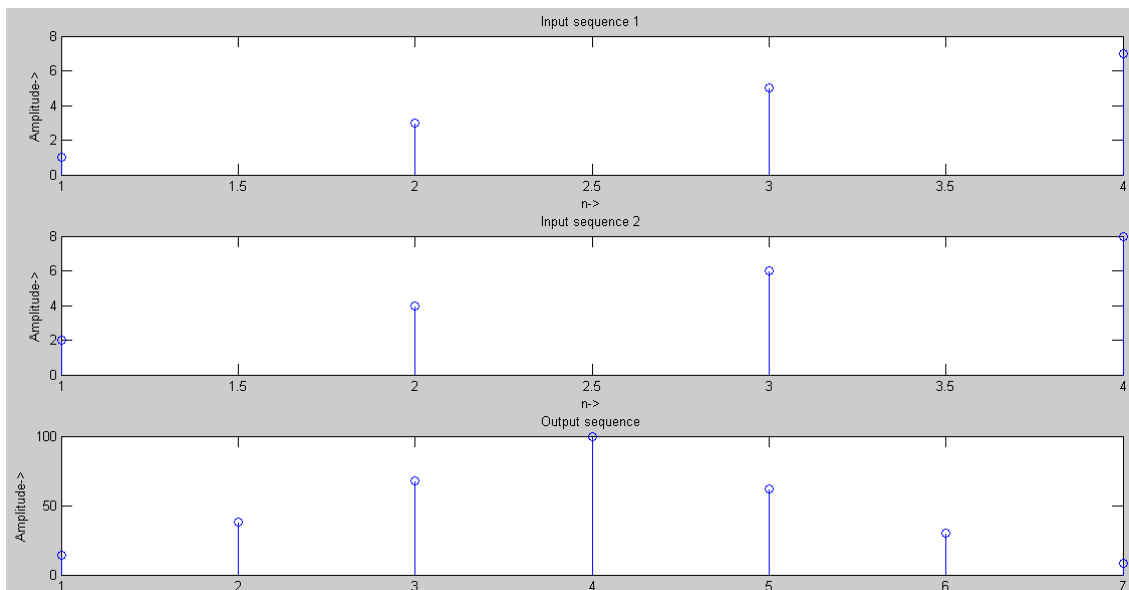 Input sequence 1
8
6
4
2
0
Amplitude->
1 1.5 2 2.5 3 3.5 4
n->
Input sequence 2
8
6
4
2
0
Amplitude->
1 1.5 2 2.5 3 3.5 4
n->
Output sequence
100
50
0
Amplitude->
1 2 3 4 5 6 7